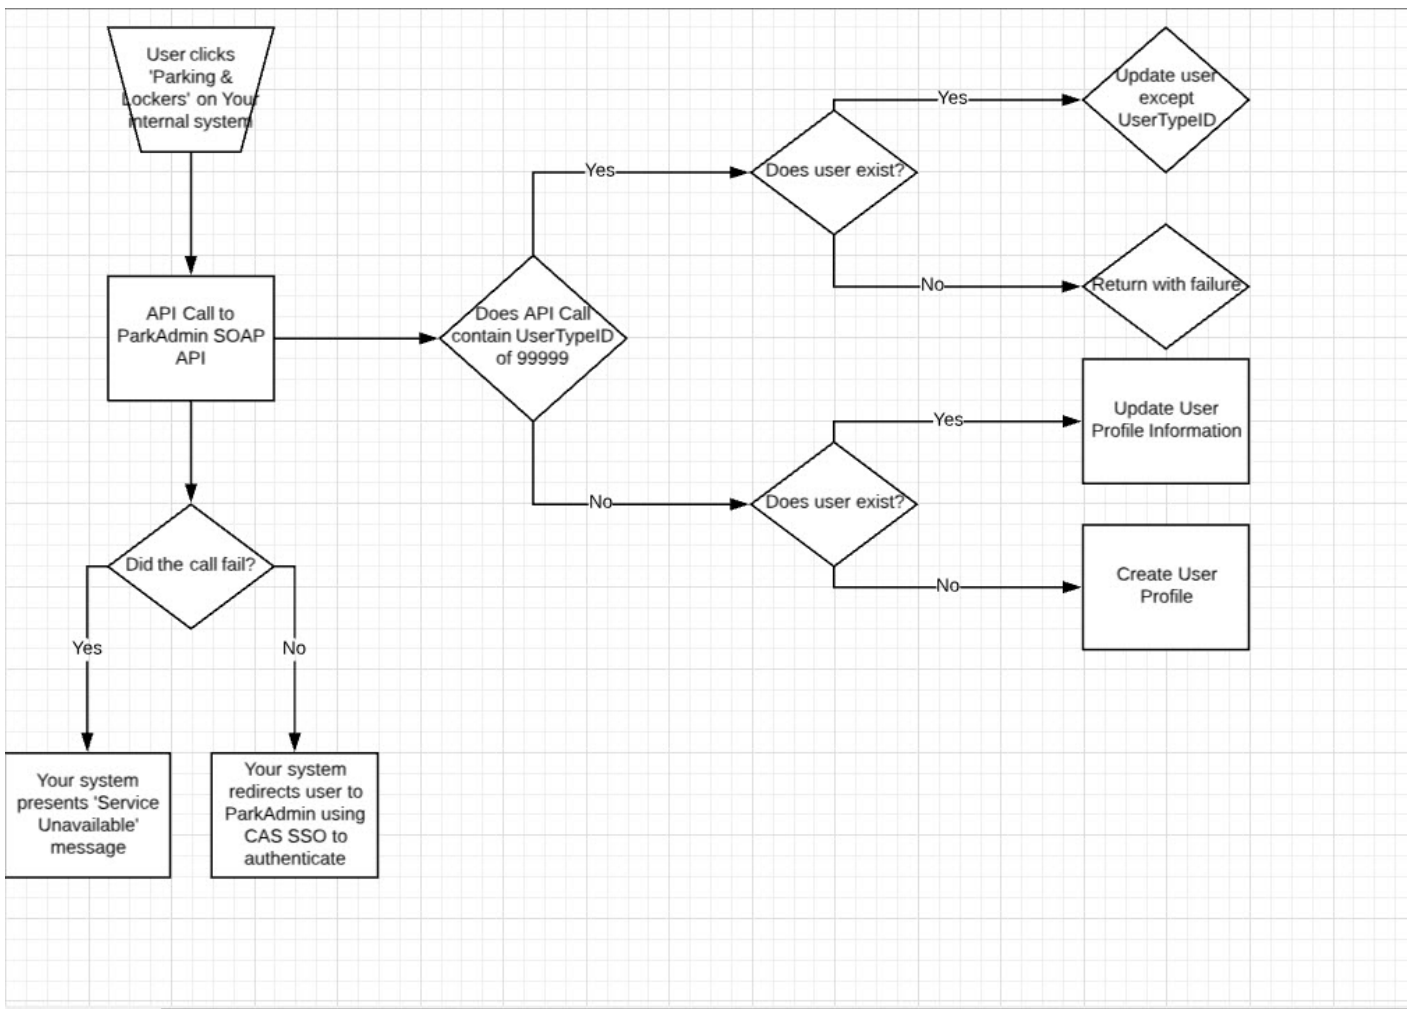 User clicks
'Parking &
Lockers' on Your
internal system
API Call to
ParkAdmin SOAP
API
Did the call fail?
Yes
No
Your system
presents 'Service
Unavailable'
message
Your system
redirects user to
ParkAdmin using
CAS SSO to
authenticate
Does API Call
contain UserTypeID
of 99999
Yes
No
Does user exist?
Yes
No
Update user
except
UserTypeID
Return with failure
Does user exist?
Yes
No
Update User
Profile Information
Create User
Profile